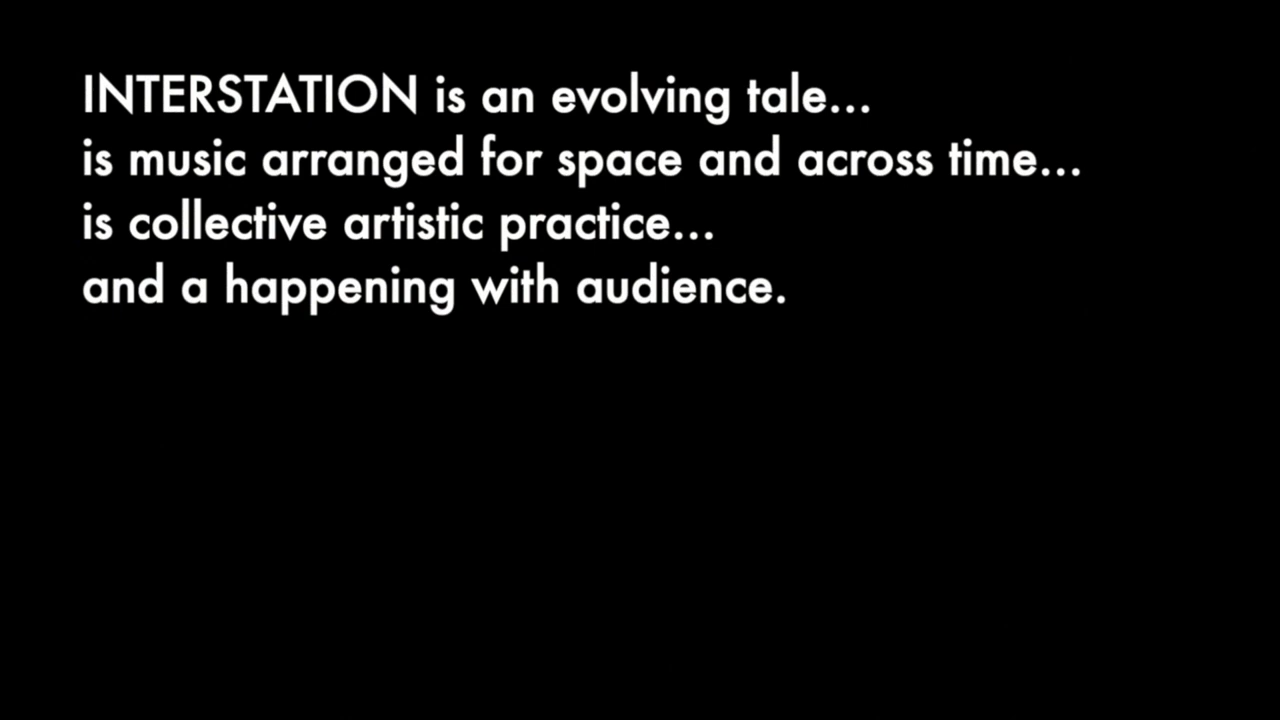 INTERSTATION is an evolving tale...
is music arranged for space and across time...
is collective artistic practice...
and a happening with audience.